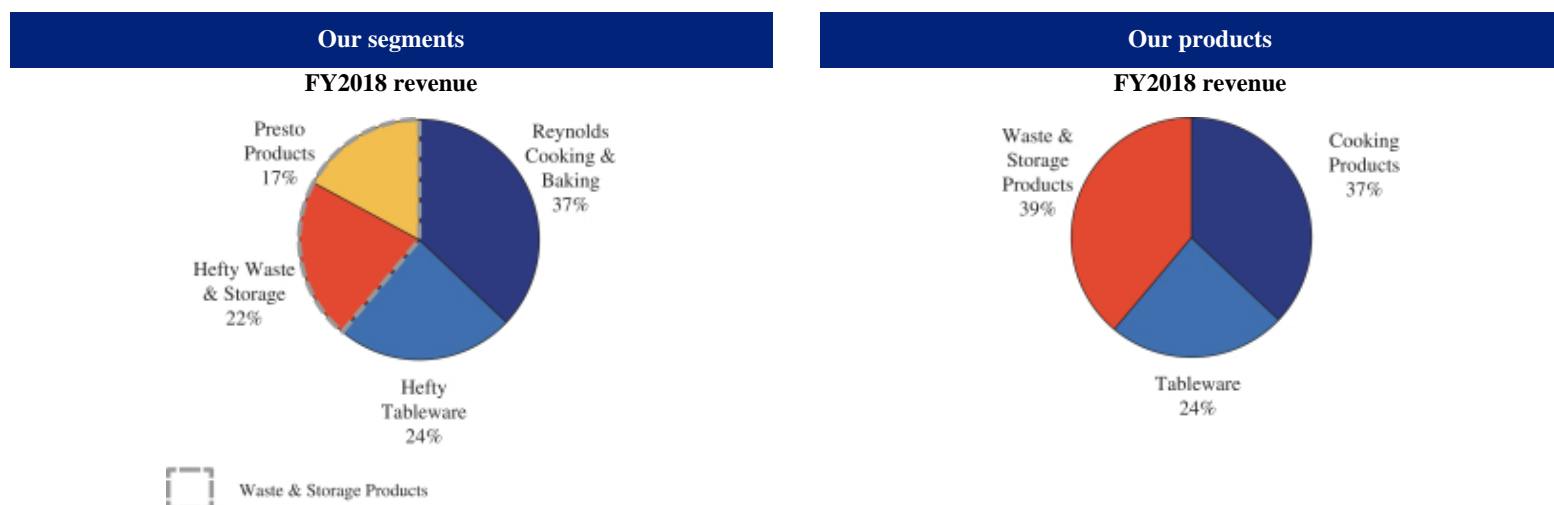 Our segments
FY2018 revenue
Presto
Products
17%
Reynolds
Cooking &
Baking
37%
Hefty Waste
& Storage
22%
Hefty
Tableware
24%
Waste & Storage Products
Our products
FY2018 revenue
Waste &
Storage
Products
39%
Cooking
Products
37%
Tableware
24%